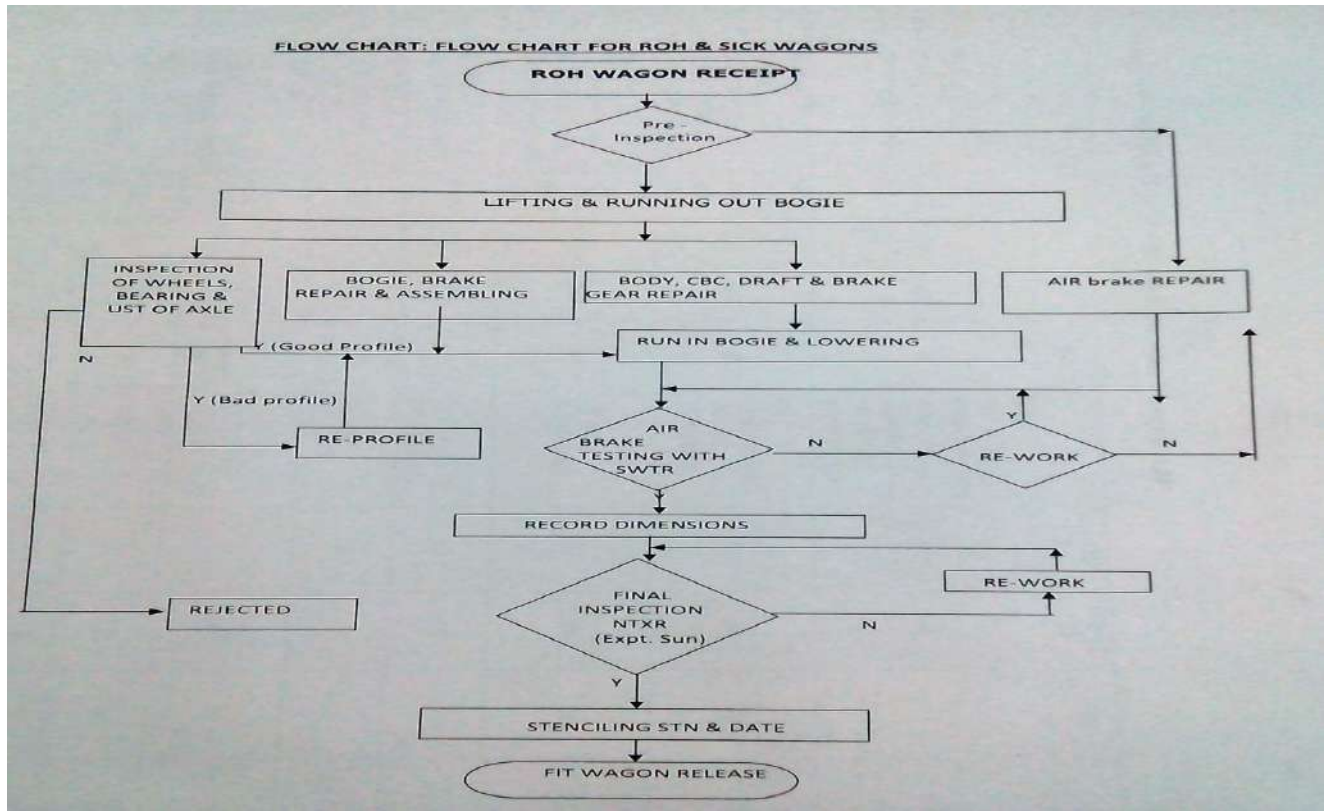 FLOW CHART: FLOW CHART FOR ROH & SICK WAGONS
ROH WAGON RECEIPT
Pre -
Inspection
LIFTING & RUNNING OUT BOGIE
INSPECTION
OF WHEELS,
BEARING &
UST OF AXLE
BOGIE, BRAKE
REPAIR & ASSEMBLING
BODY, CBC, DRAFT & BRAKE
GEAR REPAIR
AIR brake REPAIR
N
Y (Good Profile)
RUN IN BOGIE & LOWERING
Y (Bad profile)
RE-PROFILE
AIR
BRAKE
TESTING WITH
SWTR
N
Y
RE-WORK
N
Y
RECORD DIMENSIONS
RE-WORK
REJECTED
FINAL
INSPECTION
NTXR
(Expt. Sun)
N
Y
STENCILING STN & DATE
FIT WAGON RELEASE